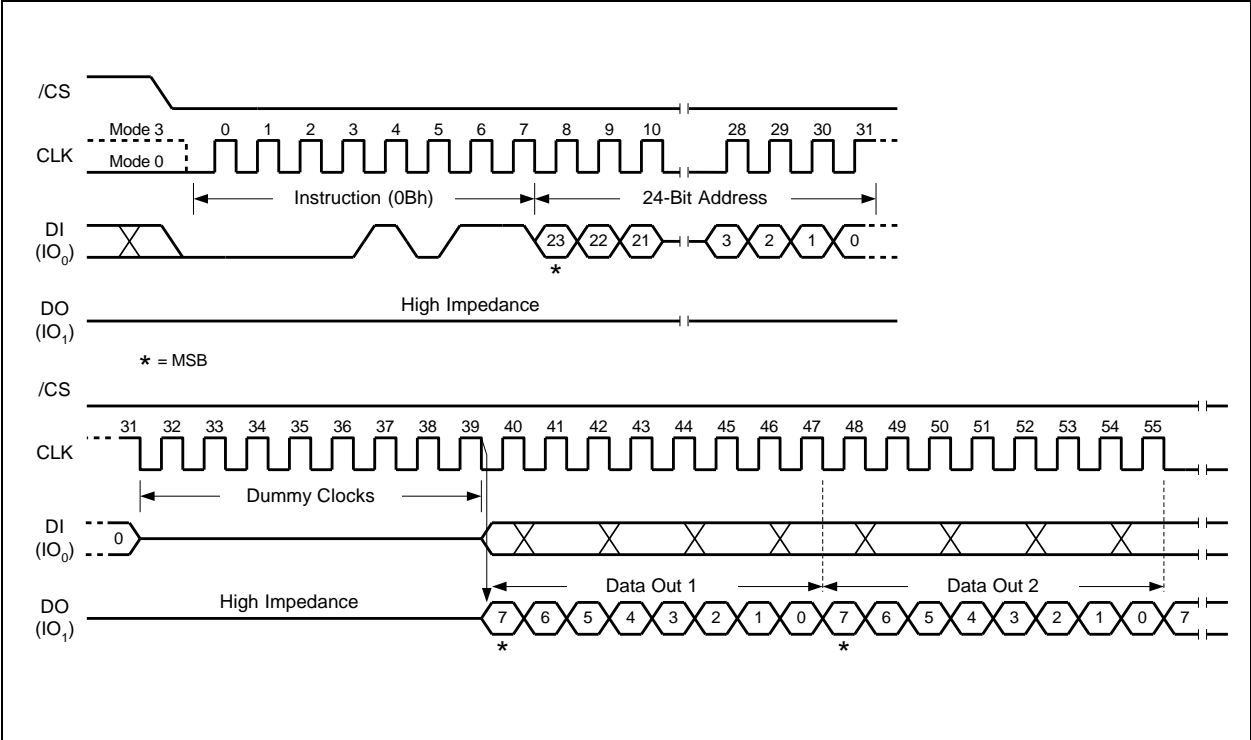 /CS
Mode 3 0 1 2 3 4 5 6 7 8 9 10 28 29 30 31
CLK
Mode 0
Instruction (0Bh) 24-Bit Address
DI
(IO0) 23 22 21 3 2 1 0
*
High Impedance
DO
(IO1)
* = MSB
/CS
31 32 33 34 35 36 37 38 39 40 41 42 43 44 45 46 47 48 49 50 51 52 53 54 55
CLK
Dummy Clocks
DI
(IO0) 0
Data Out 1 Data Out 2
High Impedance
DO
(IO1) 7 6 5 4 3 2 1 0 7 6 5 4 3 2 1 0 7
* *